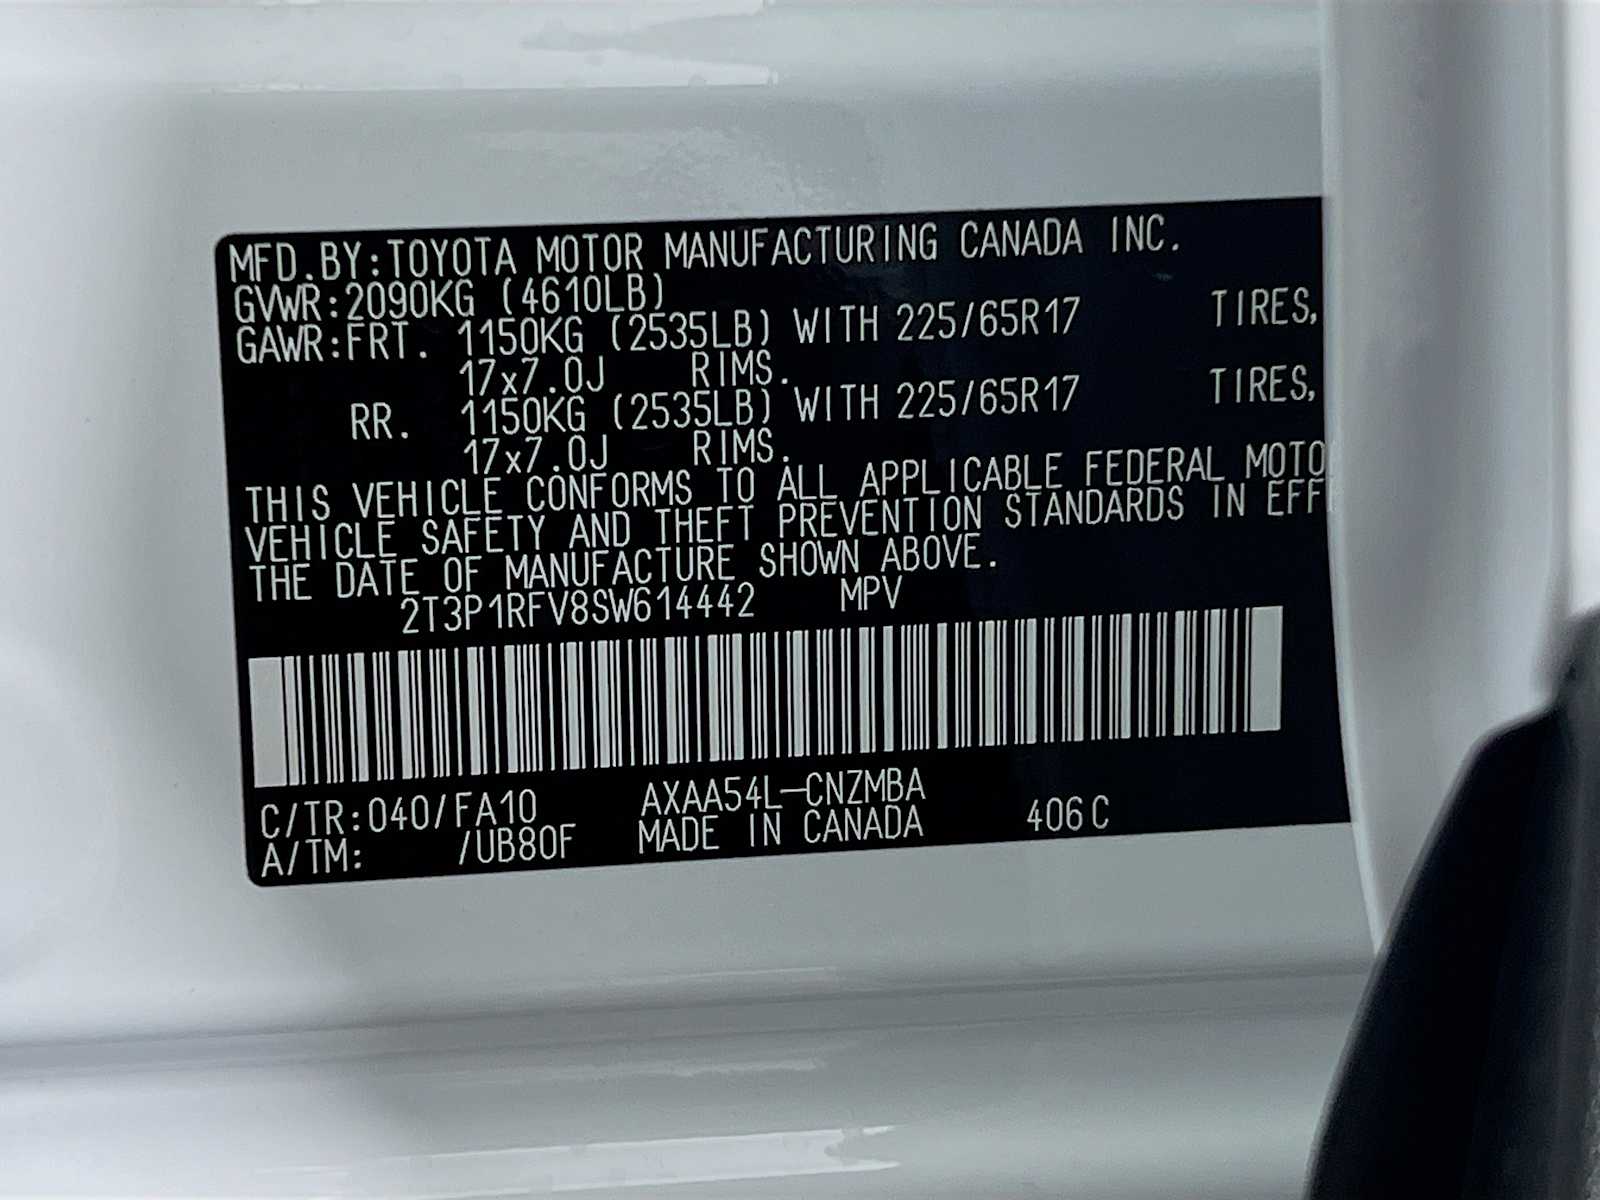 MFD.BY:TOYOTA MOTOR MANUFACTURING CANADA INC.
GVWR:2090KG (4610LB)
GAWR:FRT. 1150KG (2535LB) WITH 225/65R17 TIRES,
17x7.0J RIMS.
RR. 1150KG (2535LB) WITH 225/65R17 TIRES,
17x7.0J RIMS.
THIS VEHICLE CONFORMS TO ALL APPLICABLE FEDERAL MOTO
VEHICLE SAFETY AND THEFT PREVENTION STANDARDS IN EFF
THE DATE OF MANUFACTURE SHOWN ABOVE.
2T3P1RFV8SW614442 MPV
C/TR:040/FA10 AXAA54L-CNZMBA
A/TM: /UB80F MADE IN CANADA 406C